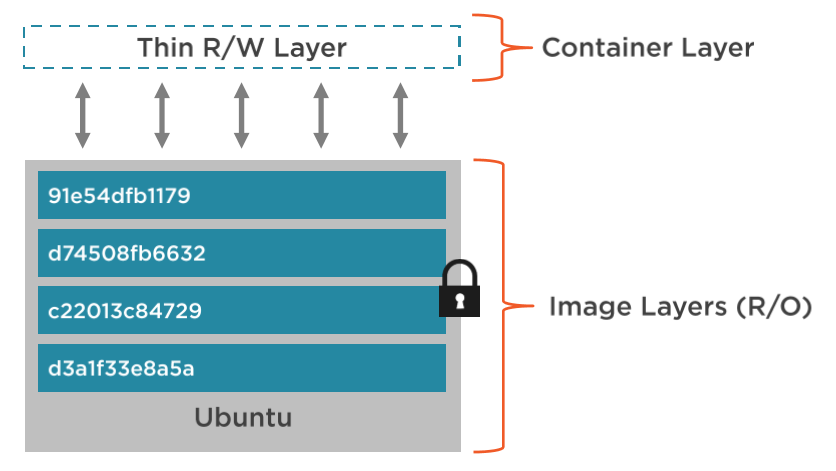 Thin R/W Layer
Container Layer
91e54dfb1179
d74508fb6632
c22013c84729
d3a1f33e8a5a
Ubuntu
Image Layers (R/O)